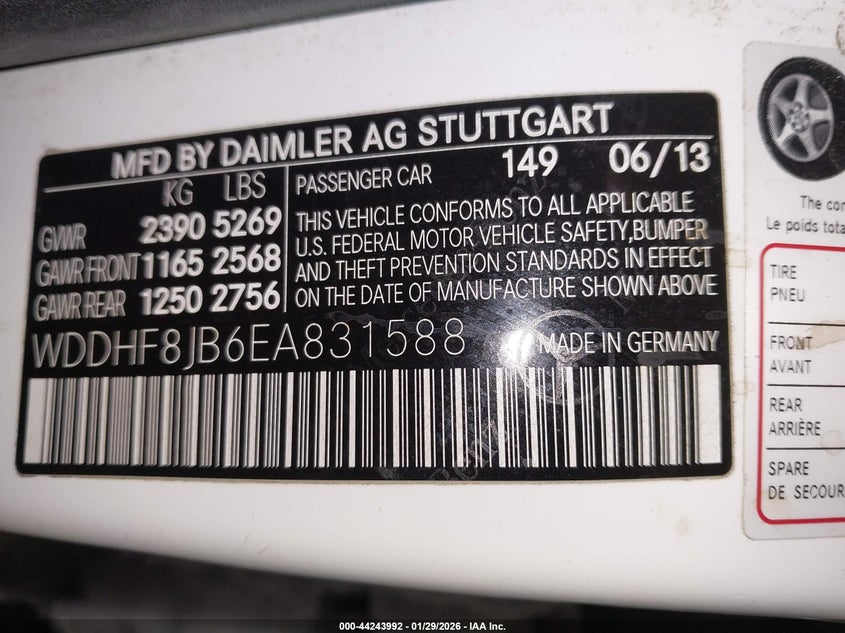 MFD BY DAIMLER AG STUTTGART
KG LBS
GVWR 2390 5269
GAWR FRONT 1165 2568
GAWR REAR 1250 2756
PASSENGER CAR 149 06/13
THIS VEHICLE CONFORMS TO ALL APPLICABLE
U.S. FEDERAL MOTOR VEHICLE SAFETY,BUMPER
AND THEFT PREVENTION STANDARDS IN EFFECT
ON THE DATE OF MANUFACTURE SHOWN ABOVE
WDDHF8JB6EA831588 MADE IN GERMANY
The
Le poids
TIRE
PNEU
FRONT
AVANT
REAR
ARRIÈRE
SPARE
DE
000-44243992 - 01/29/2026 - IAA Inc.